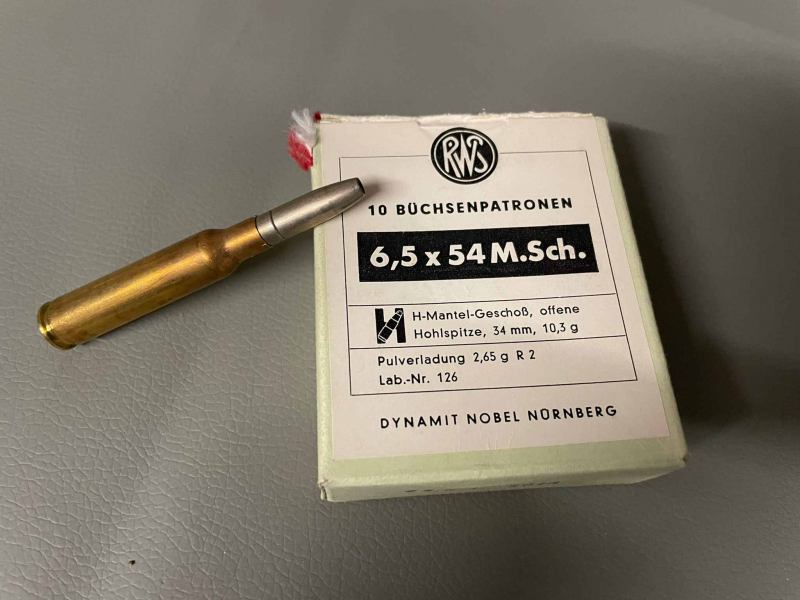 RWS
10 BÜCHSENPATRONEN
6,5 x 54 M.Sch.
H-Mantel-Geschoß, offene
Hohlspitze, 34 mm, 10,3 g
Pulverladung 2,65 g R 2
Lab.-Nr. 126
DYNAMIT NOBEL NÜRNBERG